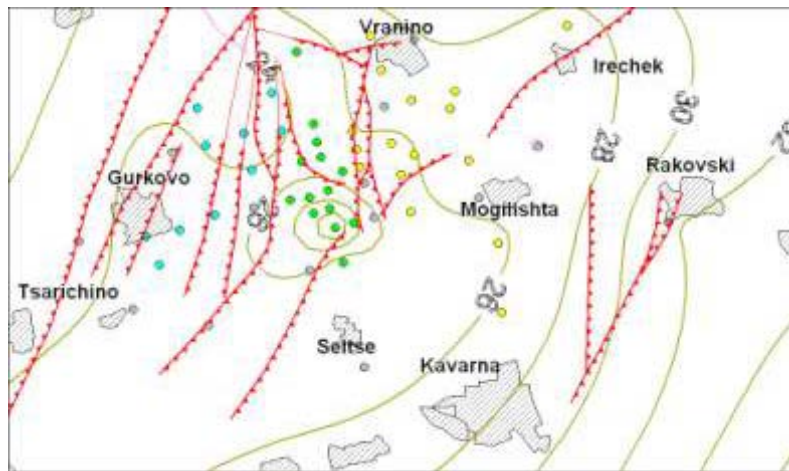 Vranino
Irechek
28
30
Rakovski
Gurkovo
Mogilishta
26
Tsarichino
Seltse
Kavarna